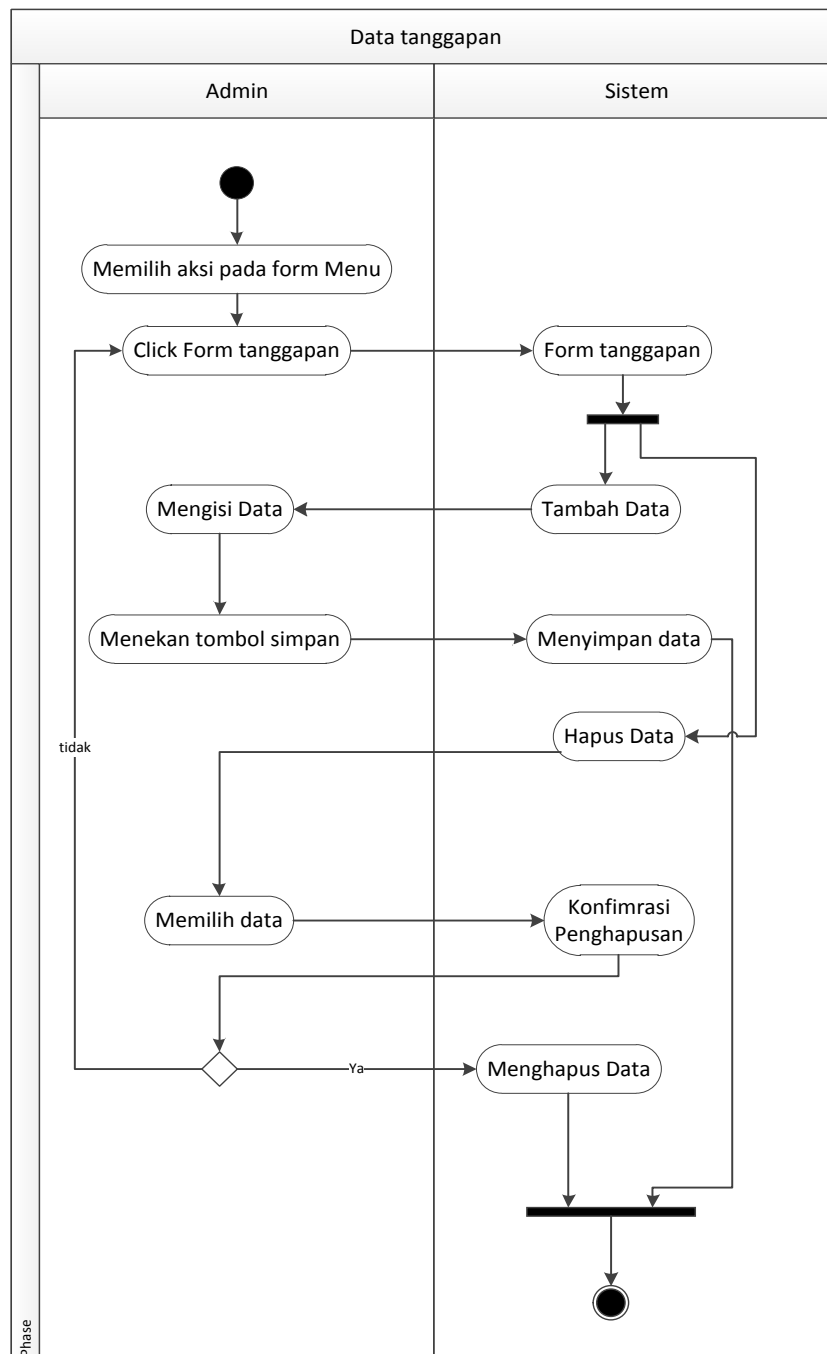 Data tanggapan
Admin
Sistem
Memilih aksi pada form Menu
Click Form tanggapan
Form tanggapan
Mengisi Data
Tambah Data
Menekan tombol simpan
Menyimpan data
Hapus Data
tidak
Memilih data
Konfimrasi
Penghapusan
Ya
Menghapus Data
Phase